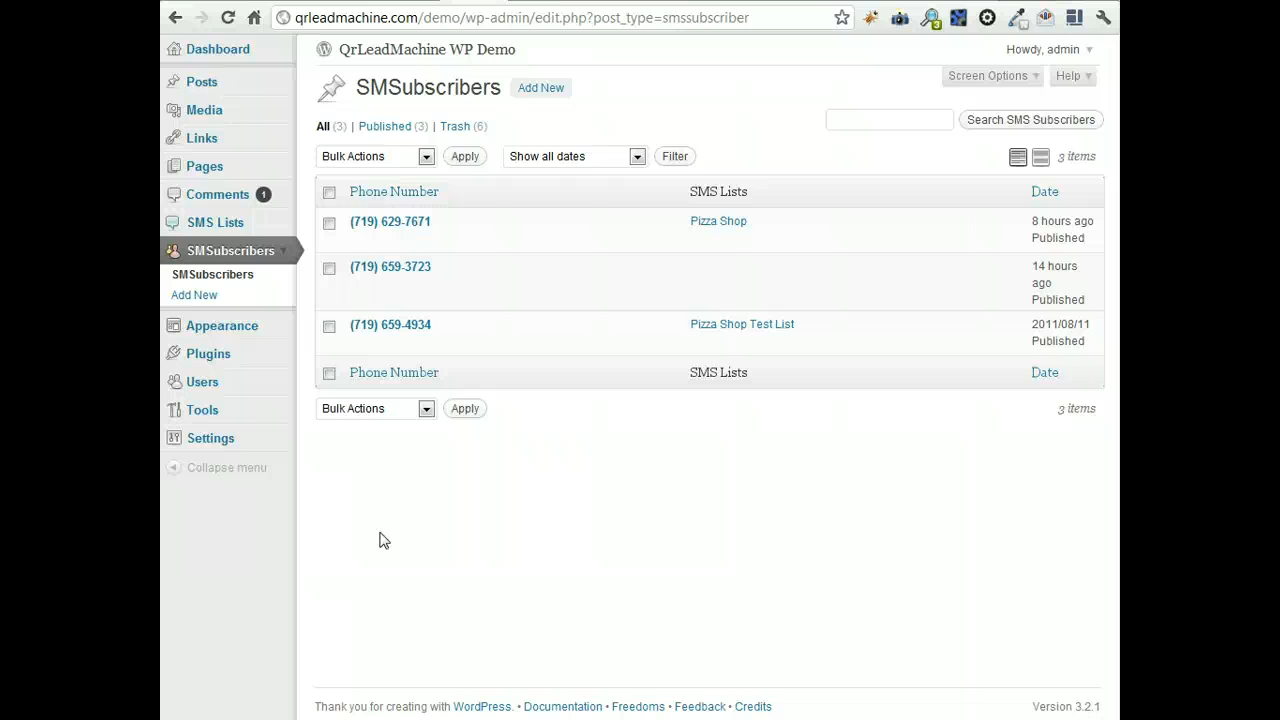 qrleadmachine.com/demo/wp-admin/edit.php?post_type=smssubscriber
Dashboard
Posts
Media
Links
Pages
Comments 1
SMS Lists
SMSubscribers
SMSubscribers
Add New
Appearance
Plugins
Users
Tools
Settings
Collapse menu
QrLeadMachine WP Demo
Howdy, admin
Screen Options
Help
SMSubscribers Add New
All (3) | Published (3) | Trash (6)
Search SMS Subscribers
Bulk Actions Apply Show all dates Filter 3 items
Phone Number SMS Lists Date
(719) 629-7671 Pizza Shop 8 hours ago
Published
(719) 659-3723 14 hours
ago
Published
(719) 659-4934 Pizza Shop Test List 2011/08/11
Published
Phone Number SMS Lists Date
Bulk Actions Apply 3 items
Thank you for creating with WordPress. • Documentation • Freedoms • Feedback • Credits Version 3.2.1